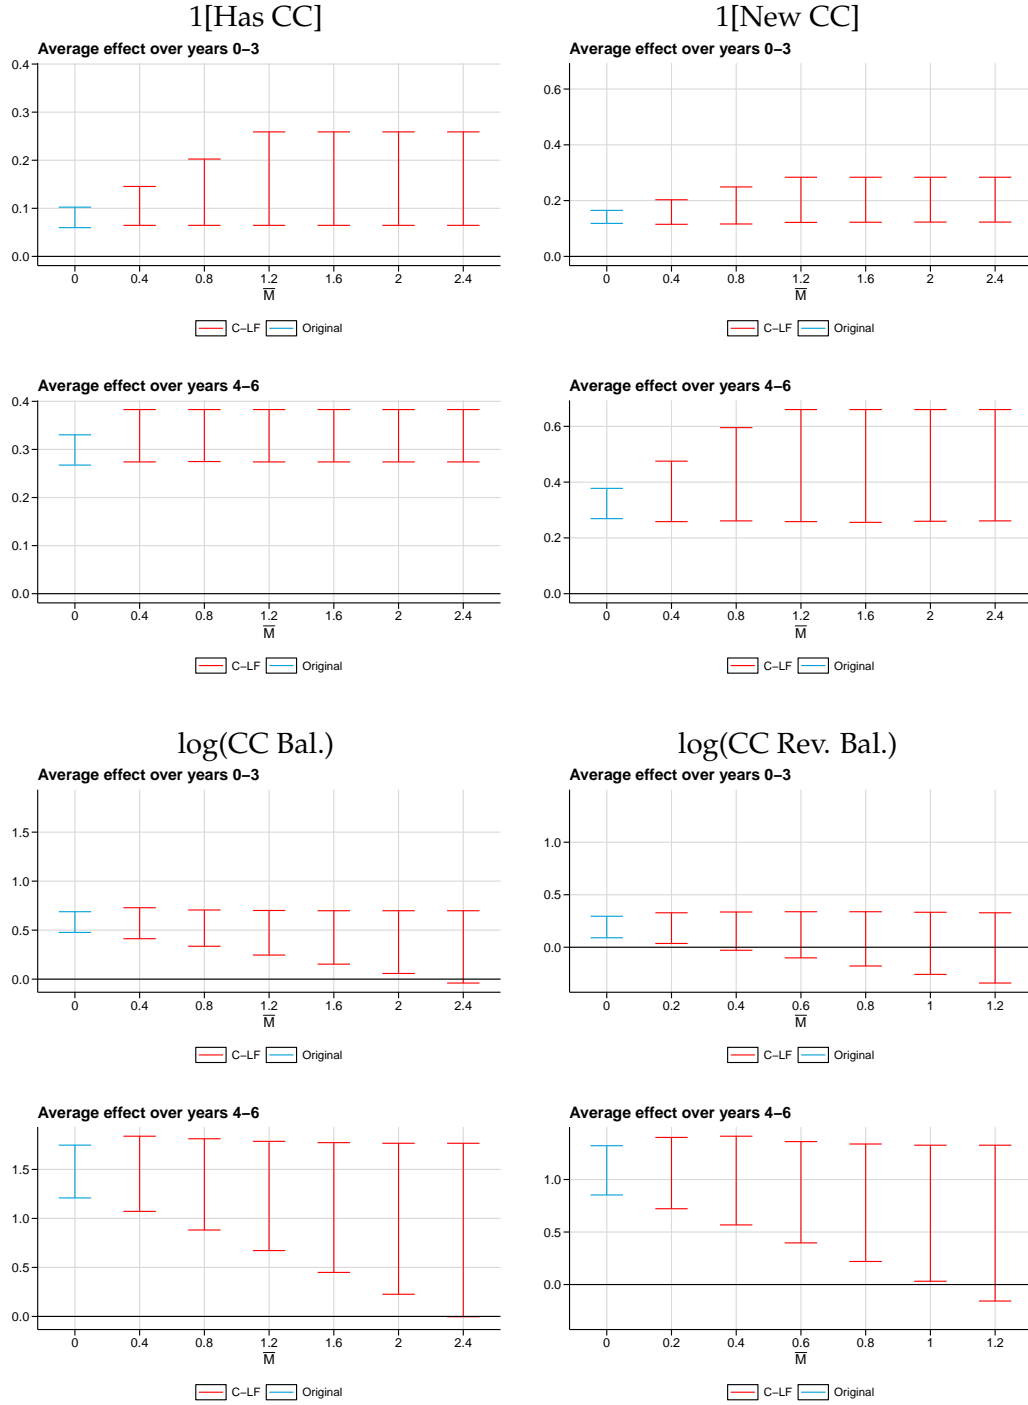 1[Has CC]
Average effect over years 0–3
0.4
0.3
0.2
0.1
0.0
0 0.4 0.8 1.2 1.6 2 2.4
M̅
C–LF Original
1[New CC]
Average effect over years 0–3
0.6
0.4
0.2
0.0
0 0.4 0.8 1.2 1.6 2 2.4
M̅
C–LF Original
Average effect over years 4–6
0.4
0.3
0.2
0.1
0.0
0 0.4 0.8 1.2 1.6 2 2.4
M̅
C–LF Original
Average effect over years 4–6
0.6
0.4
0.2
0.0
0 0.4 0.8 1.2 1.6 2 2.4
M̅
C–LF Original
log(CC Bal.)
Average effect over years 0–3
1.5
1.0
0.5
0.0
0 0.4 0.8 1.2 1.6 2 2.4
M̅
C–LF Original
log(CC Rev. Bal.)
Average effect over years 0–3
1.0
0.5
0.0
0 0.2 0.4 0.6 0.8 1 1.2
M̅
C–LF Original
Average effect over years 4–6
1.5
1.0
0.5
0.0
0 0.4 0.8 1.2 1.6 2 2.4
M̅
C–LF Original
Average effect over years 4–6
1.0
0.5
0.0
0 0.2 0.4 0.6 0.8 1 1.2
M̅
C–LF Original